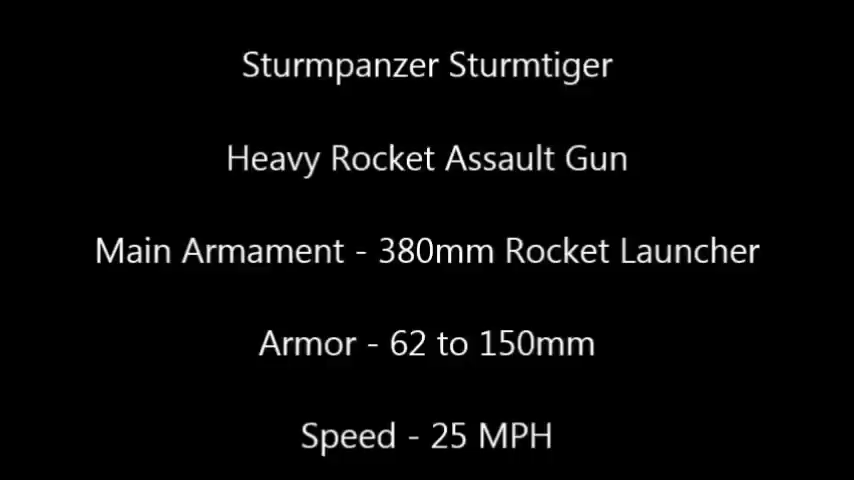 Sturmpanzer Sturmtiger
Heavy Rocket Assault Gun
Main Armament - 380mm Rocket Launcher
Armor - 62 to 150mm
Speed - 25 MPH